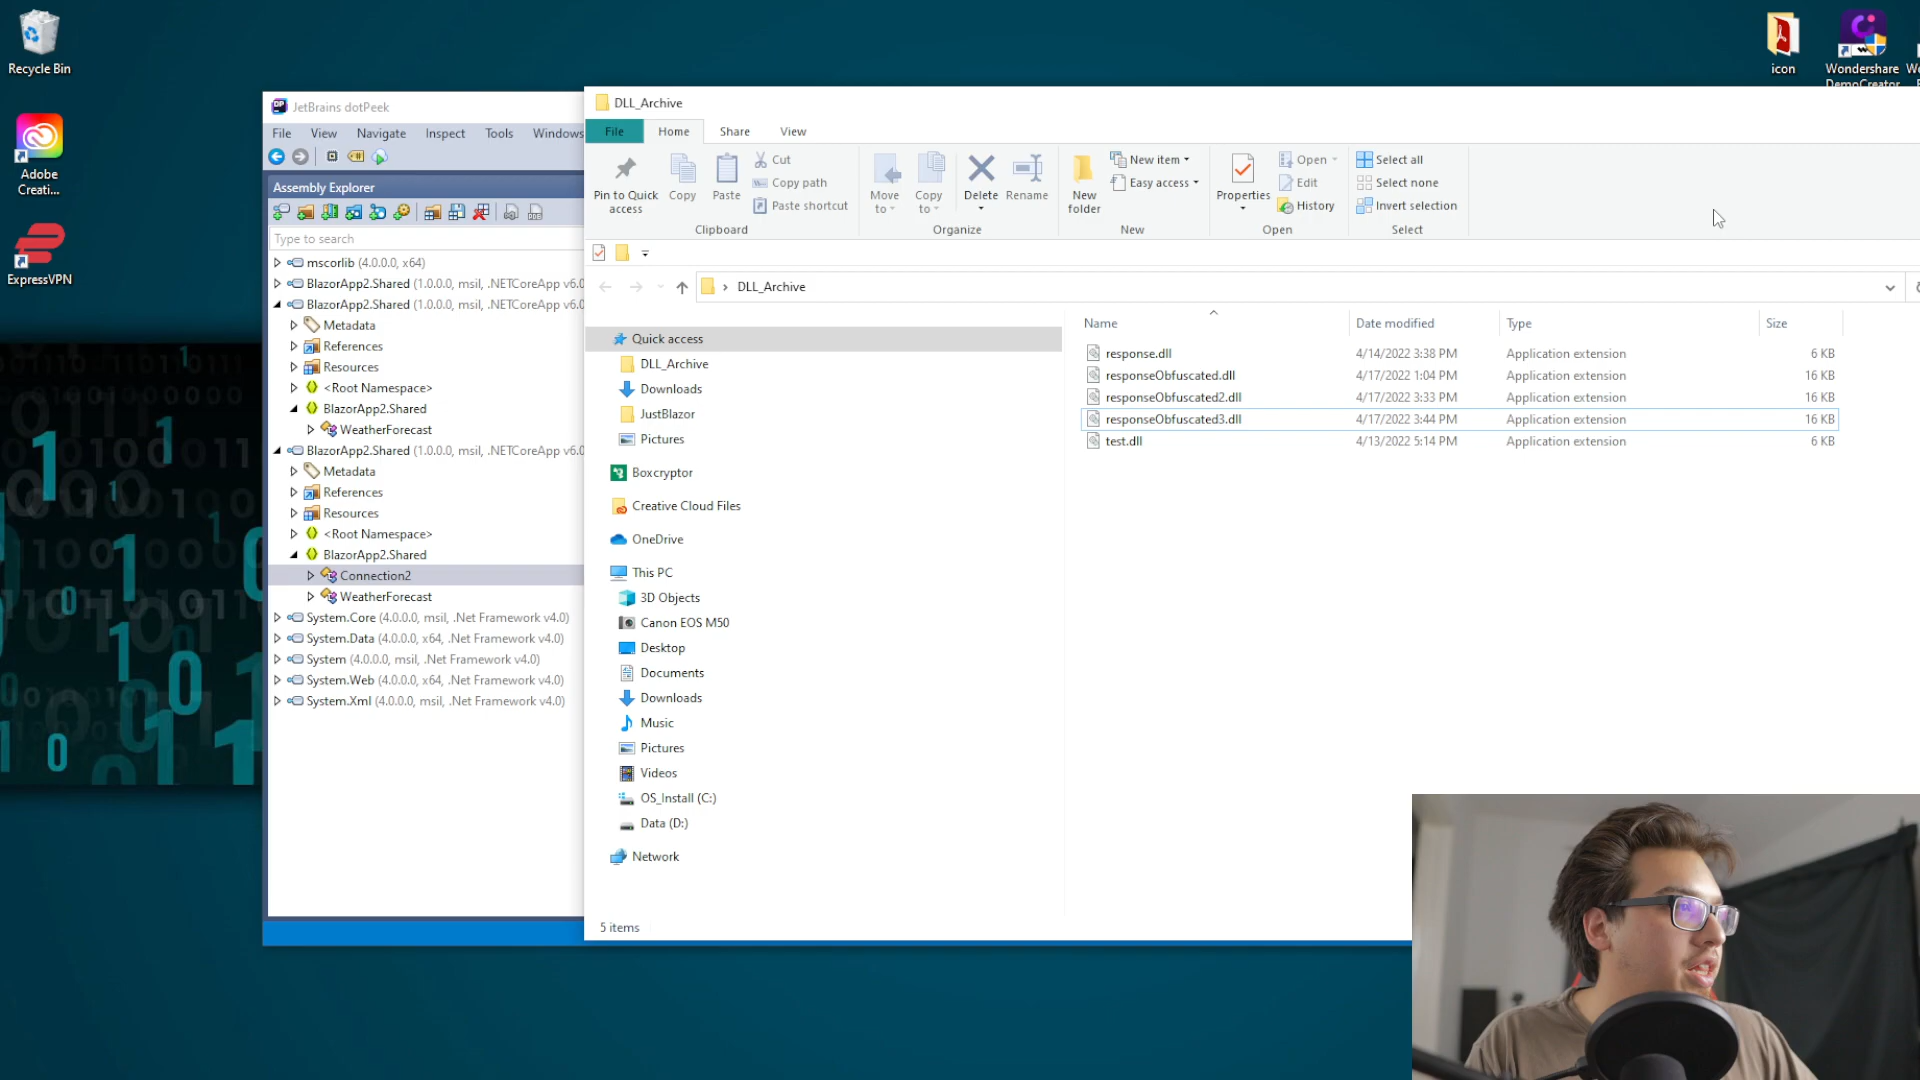 Recycle Bin
Adobe
Creati...
ExpressVPN
icon
Wondershare
DemoCreator
JetBrains dotPeek
File View Navigate Inspect Tools Windows
Assembly Explorer
Type to search
mscorlib (4.0.0.0, x64)
BlazorApp2.Shared (1.0.0.0, msil, .NETCoreApp v6.0
BlazorApp2.Shared (1.0.0.0, msil, .NETCoreApp v6.0
Metadata
References
Resources
<Root Namespace>
BlazorApp2.Shared
WeatherForecast
BlazorApp2.Shared (1.0.0.0, msil, .NETCoreApp v6.0
Metadata
References
Resources
<Root Namespace>
BlazorApp2.Shared
Connection2
WeatherForecast
System.Core (4.0.0.0, msil, .Net Framework v4.0)
System.Data (4.0.0.0, x64, .Net Framework v4.0)
System (4.0.0.0, msil, .Net Framework v4.0)
System.Web (4.0.0.0, x64, .Net Framework v4.0)
System.Xml (4.0.0.0, msil, .Net Framework v4.0)
DLL_Archive
File Home Share View
Pin to Quick
access
Copy
Paste
Cut
Copy path
Paste shortcut
Clipboard
Move
to
Copy
to
Delete
Rename
Organize
New
folder
New item
Easy access
New
Properties
Open
Edit
History
Open
Select all
Select none
Invert selection
Select
DLL_Archive
Quick access
DLL_Archive
Downloads
JustBlazor
Pictures
Boxcryptor
Creative Cloud Files
OneDrive
This PC
3D Objects
Canon EOS M50
Desktop
Documents
Downloads
Music
Pictures
Videos
OS_Install (C:)
Data (D:)
Network
Name Date modified Type Size
response.dll 4/14/2022 3:38 PM Application extension 6 KB
responseObfuscated.dll 4/17/2022 1:04 PM Application extension 16 KB
responseObfuscated2.dll 4/17/2022 3:33 PM Application extension 16 KB
responseObfuscated3.dll 4/17/2022 3:44 PM Application extension 16 KB
test.dll 4/13/2022 5:14 PM Application extension 6 KB
5 items